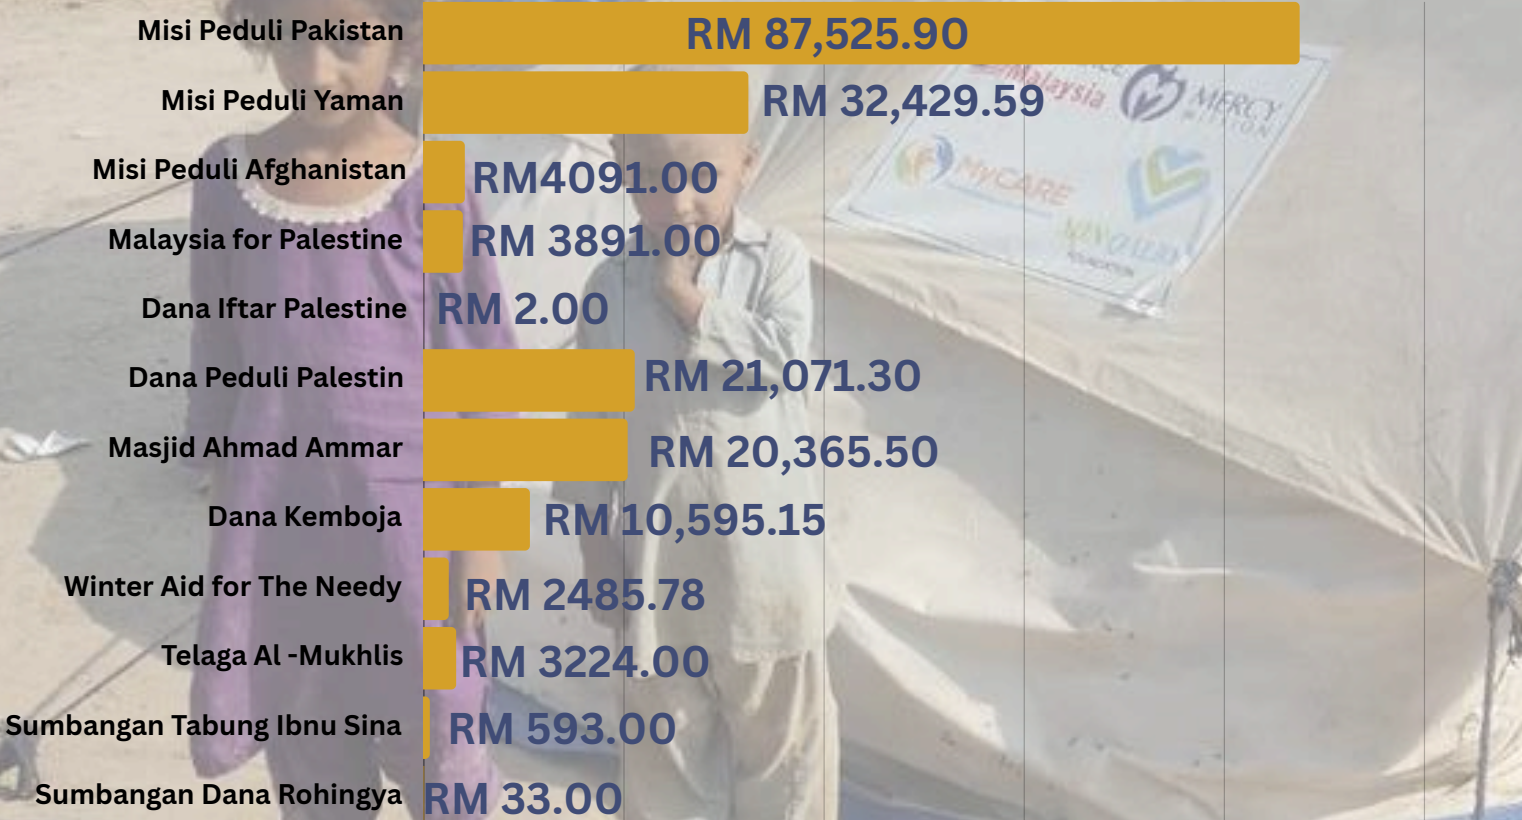 Misi Peduli Pakistan RM 87,525.90
Misi Peduli Yaman RM 32,429.59
Malaysia
MERCY
MISSION
Misi Peduli Afghanistan RM4091.00
MyCARE
Malaysia for Palestine RM 3891.00
Dana Iftar Palestine RM 2.00
Dana Peduli Palestin RM 21,071.30
Masjid Ahmad Ammar RM 20,365.50
Dana Kemboja RM 10,595.15
Winter Aid for The Needy RM 2485.78
Telaga Al -Mukhlis RM 3224.00
Sumbangan Tabung Ibnu Sina RM 593.00
Sumbangan Dana Rohingya RM 33.00